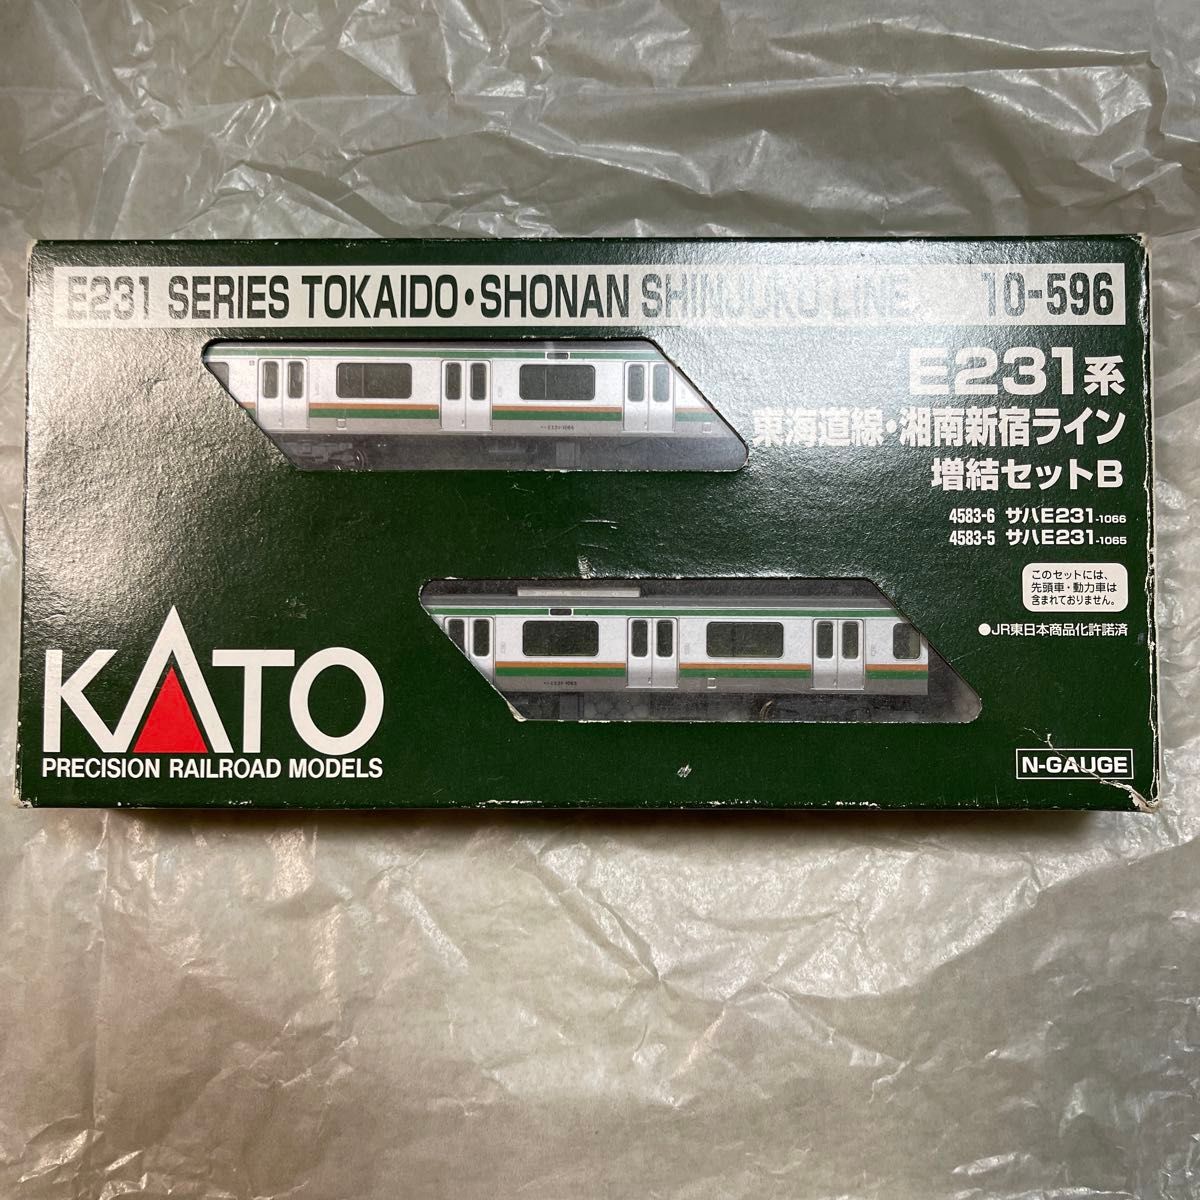 E231 SERIES TOKAIDO・SHONAN SHINJUKU LINE 10-596
E231系
東海道線・湘南新宿ライン
増結セットB
4583-6 サハE231-1066
4583-5 サハE231-1065
このセットには、
先頭車・動力車は
含まれておりません。
●JR東日本商品化許諾済
KATO
PRECISION RAILROAD MODELS
N-GAUGE